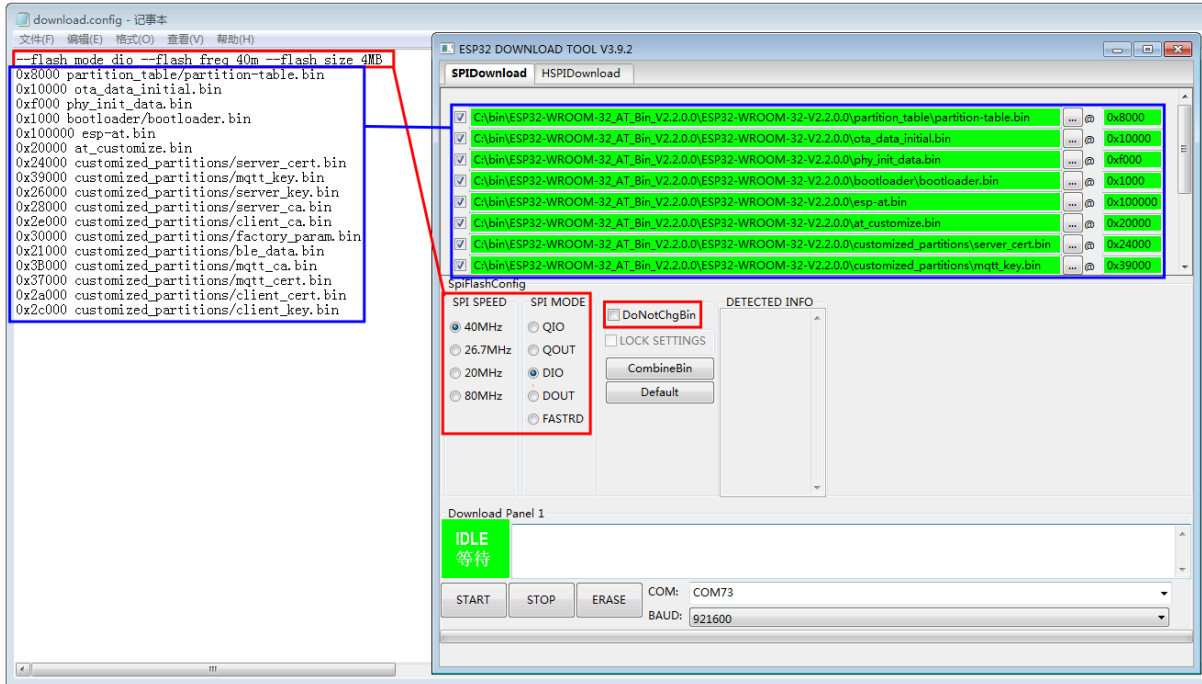 download.config - 记事本
文件(F) 编辑(E) 格式(O) 查看(V) 帮助(H)
--flash_mode dio --flash_freq 40m --flash_size 4MB
0x8000 partition_table/partition-table.bin
0x10000 ota_data_initial.bin
0xf000 phy_init_data.bin
0x1000 bootloader/bootloader.bin
0x100000 esp-at.bin
0x20000 at_customize.bin
0x24000 customized_partitions/server_cert.bin
0x39000 customized_partitions/mqtt_key.bin
0x26000 customized_partitions/server_key.bin
0x28000 customized_partitions/server_ca.bin
0x2e000 customized_partitions/client_ca.bin
0x30000 customized_partitions/factory_param.bin
0x21000 customized_partitions/ble_data.bin
0x3B000 customized_partitions/mqtt_ca.bin
0x37000 customized_partitions/mqtt_cert.bin
0x2a000 customized_partitions/client_cert.bin
0x2c000 customized_partitions/client_key.bin
ESP32 DOWNLOAD TOOL V3.9.2
SPIDownload HSPIDownload
C:\bin\ESP32-WROOM-32_AT_Bin_V2.2.0.0\ESP32-WROOM-32-V2.2.0.0\partition_table\partition-table.bin ... @ 0x8000
C:\bin\ESP32-WROOM-32_AT_Bin_V2.2.0.0\ESP32-WROOM-32-V2.2.0.0\ota_data_initial.bin ... @ 0x10000
C:\bin\ESP32-WROOM-32_AT_Bin_V2.2.0.0\ESP32-WROOM-32-V2.2.0.0\phy_init_data.bin ... @ 0xf000
C:\bin\ESP32-WROOM-32_AT_Bin_V2.2.0.0\ESP32-WROOM-32-V2.2.0.0\bootloader\bootloader.bin ... @ 0x1000
C:\bin\ESP32-WROOM-32_AT_Bin_V2.2.0.0\ESP32-WROOM-32-V2.2.0.0\esp-at.bin ... @ 0x100000
C:\bin\ESP32-WROOM-32_AT_Bin_V2.2.0.0\ESP32-WROOM-32-V2.2.0.0\at_customize.bin ... @ 0x20000
C:\bin\ESP32-WROOM-32_AT_Bin_V2.2.0.0\ESP32-WROOM-32-V2.2.0.0\customized_partitions\server_cert.bin ... @ 0x24000
C:\bin\ESP32-WROOM-32_AT_Bin_V2.2.0.0\ESP32-WROOM-32-V2.2.0.0\customized_partitions\mqtt_key.bin ... @ 0x39000
SpiFlashConfig
SPI SPEED
40MHz
26.7MHz
20MHz
80MHz
SPI MODE
QIO
QOUT
DIO
DOUT
FASTRD
DoNotChgBin
LOCK SETTINGS
CombineBin
Default
DETECTED INFO
Download Panel 1
IDLE
等待
START STOP ERASE
COM: COM73
BAUD: 921600